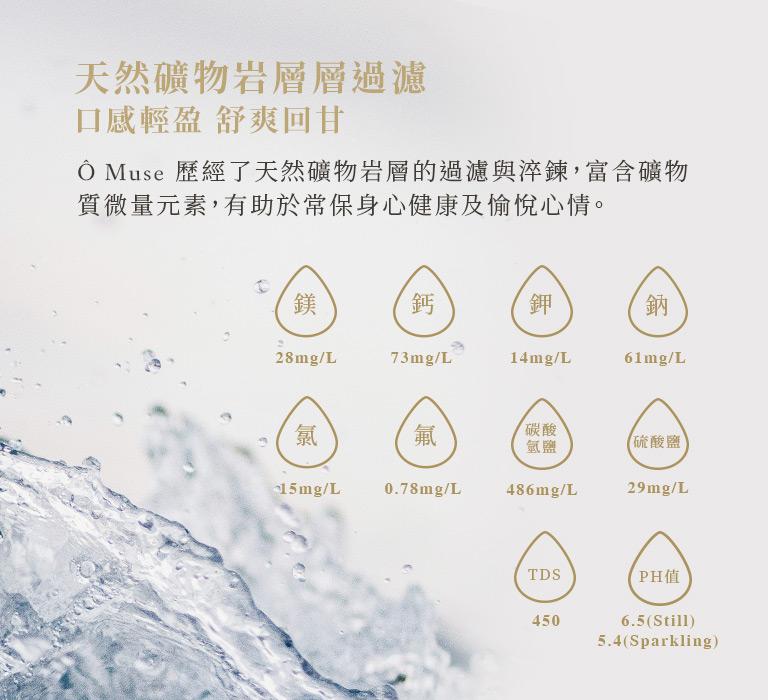 天然礦物岩層層過濾
口感輕盈 舒爽回甘
Ô Muse 歷經了天然礦物岩層的過濾與淬鍊，富含礦物
質微量元素，有助於常保身心健康及愉悅心情。
鎂 鈣 鉀 鈉
28mg/L 73mg/L 14mg/L 61mg/L
氯 氟 碳酸
氫鹽 硫酸鹽
15mg/L 0.78mg/L 486mg/L 29mg/L
TDS PH值
450 6.5(Still)
5.4(Sparkling)